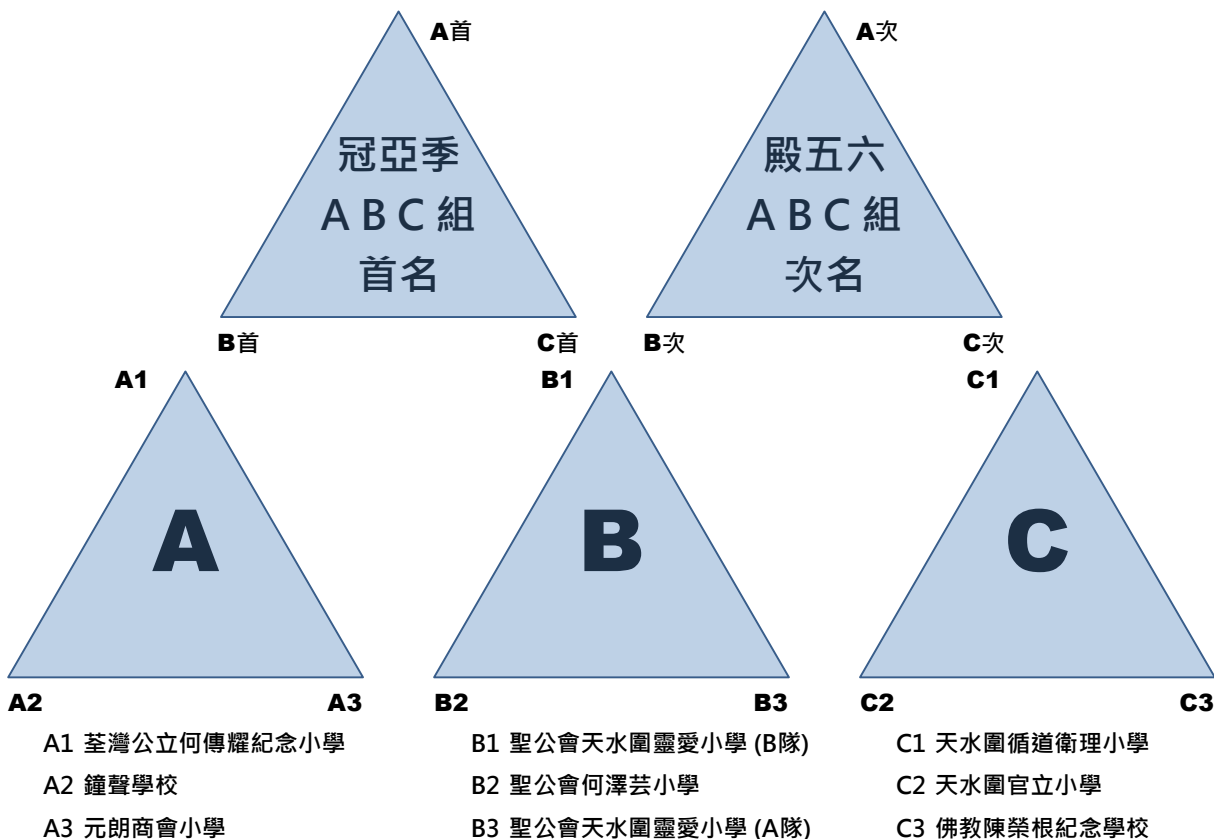 A首
A次
冠亞季
A B C 組
首名
殿五六
A B C 組
次名
B首
C首
B次
C次
A1
B1
C1
A
B
C
A2
A3
B2
B3
C2
C3
A1 荃灣公立何傳耀紀念小學
B1 聖公會天水圍靈愛小學 (B隊)
C1 天水圍循道衞理小學
A2 鐘聲學校
B2 聖公會何澤芸小學
C2 天水圍官立小學
A3 元朗商會小學
B3 聖公會天水圍靈愛小學 (A隊)
C3 佛教陳榮根紀念學校